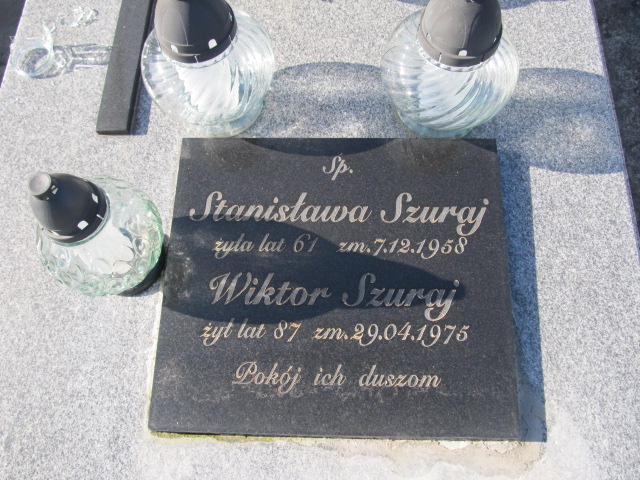 Śp.
Stanisława Szuraj
żyła lat 61 zm.7.12.1958
Wiktor Szuraj
żył lat 87 zm.29.04.1975
Pokój ich duszom